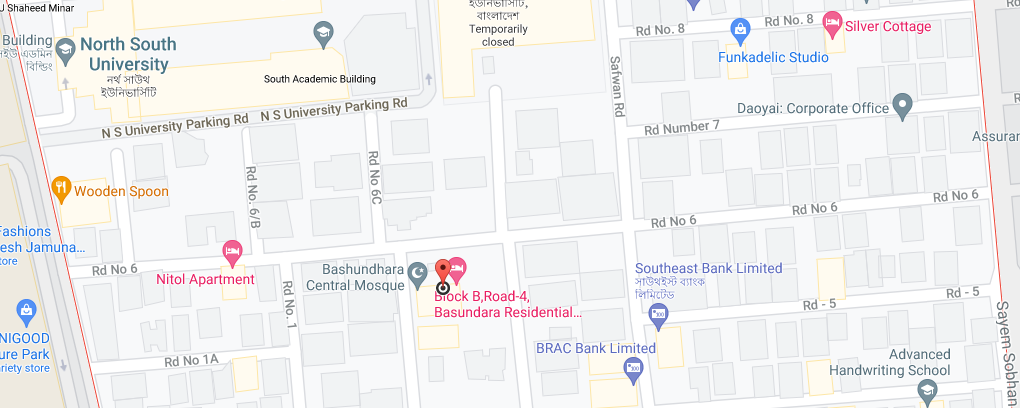 J Shaheed Minar
Building
বিল্ডিং
North South
University
নর্থ সাউথ
ইউনিভার্সিটি
South Academic Building
ইউনিভার্সিটি,
বাংলাদেশ
Temporarily
closed
N S University Parking Rd
N S University Parking Rd
Safwan Rd
Rd No. 8
Rd No. 8
Silver Cottage
Funkadelic Studio
Daoyai: Corporate Office
Rd Number 7
Assuran
Wooden Spoon
Rd No. 6/B
Rd No 6C
Rd No 6
Rd No 6
Rd No 6
Rd No 6
Fashions
esh Jamuna...
tore
Nitol Apartment
Bashundhara
Central Mosque
Block B,Road-4,
Basundara Residential...
Southeast Bank Limited
সাউথইস্ট ব্যাংক
লিমিটেড
Rd - 5
Rd - 5
Rd No. 1
NIGOOD
ure Park
ariety store
Rd No 1A
BRAC Bank Limited
Advanced
Handwriting School
Sayem-Sobhan